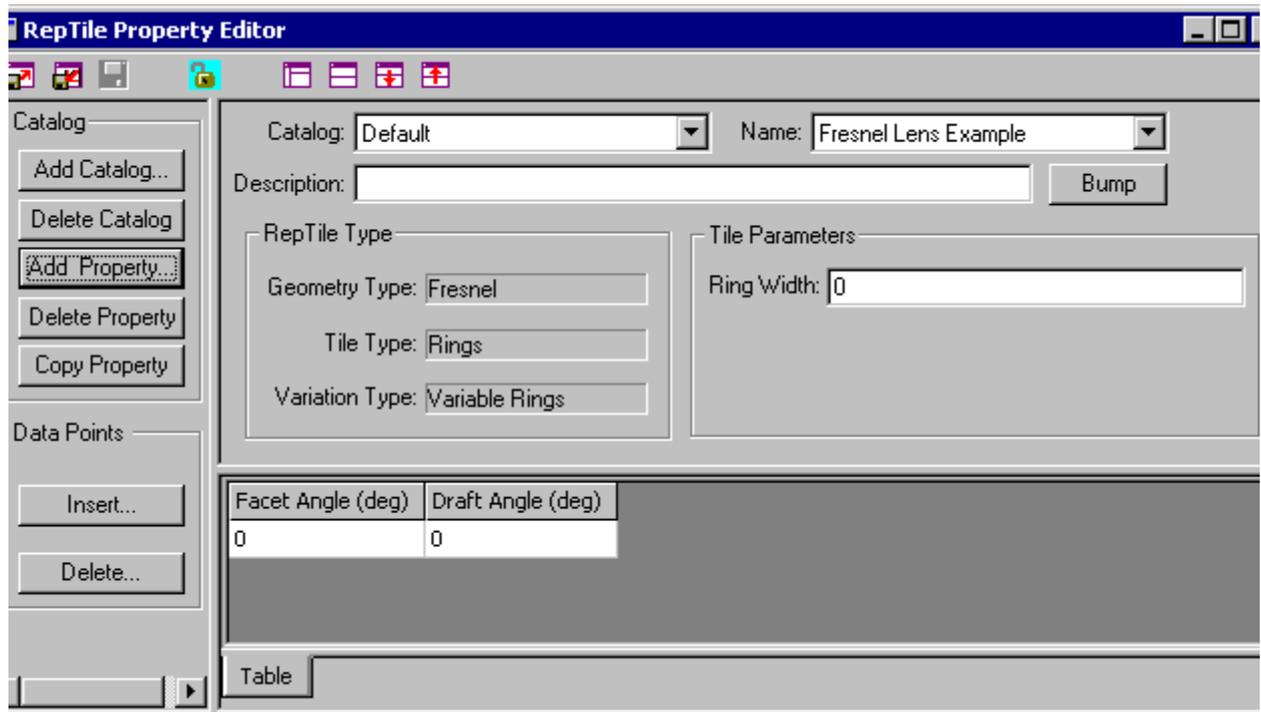 RepTile Property Editor
Catalog
Add Catalog...
Delete Catalog
Add Property...
Delete Property
Copy Property
Data Points
Insert...
Delete...
Catalog: Default
Name: Fresnel Lens Example
Description:
Bump
RepTile Type
Geometry Type: Fresnel
Tile Type: Rings
Variation Type: Variable Rings
Tile Parameters
Ring Width: 0
Facet Angle (deg) Draft Angle (deg)
0 0
Table